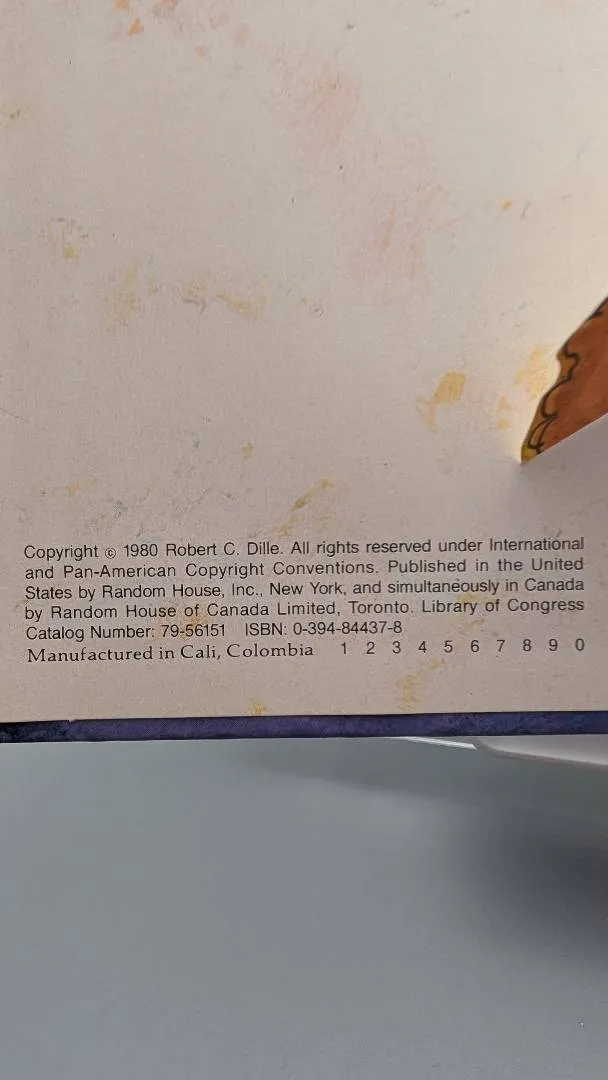 Copyright © 1980 Robert C. Dille. All rights reserved under International
and Pan-American Copyright Conventions. Published in the United
States by Random House, Inc., New York, and simultaneously in Canada
by Random House of Canada Limited, Toronto. Library of Congress
Catalog Number: 79-56151 ISBN: 0-394-84437-8
Manufactured in Cali, Colombia 1 2 3 4 5 6 7 8 9 0